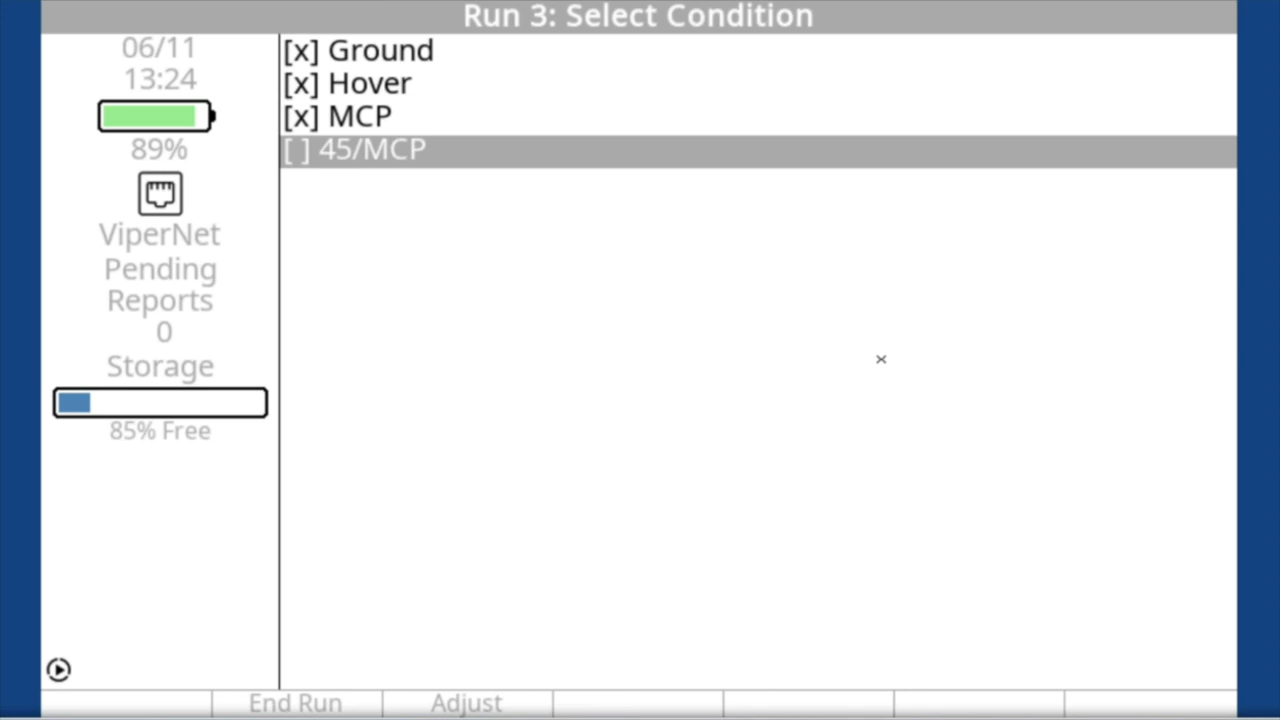 Run 3: Select Condition
06/11
13:24
89%
ViperNet
Pending
Reports
0
Storage
85% Free
[x] Ground
[x] Hover
[x] MCP
[ ] 45/MCP
End Run
Adjust